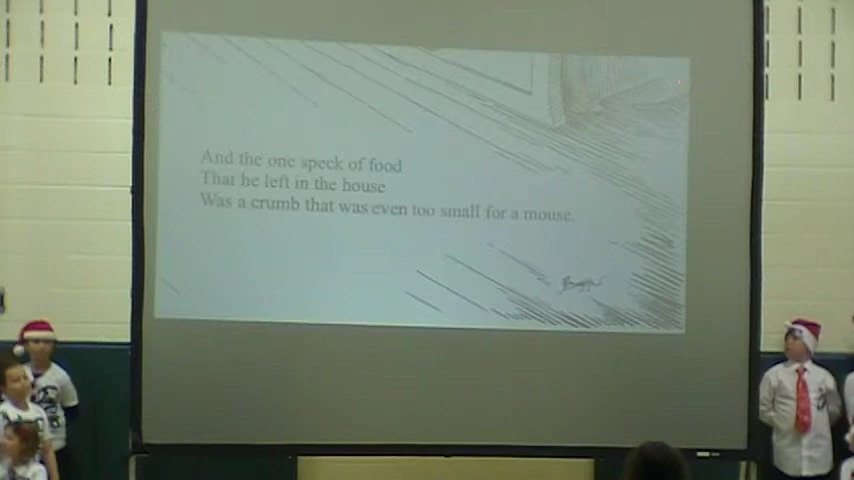 And the one speck of food
That he left in the house
Was a crumb that was even too small for a mouse.